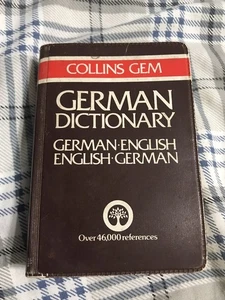 COLLINS GEM
GERMAN
DICTIONARY
GERMAN·ENGLISH
ENGLISH·GERMAN
Over 46,000 references